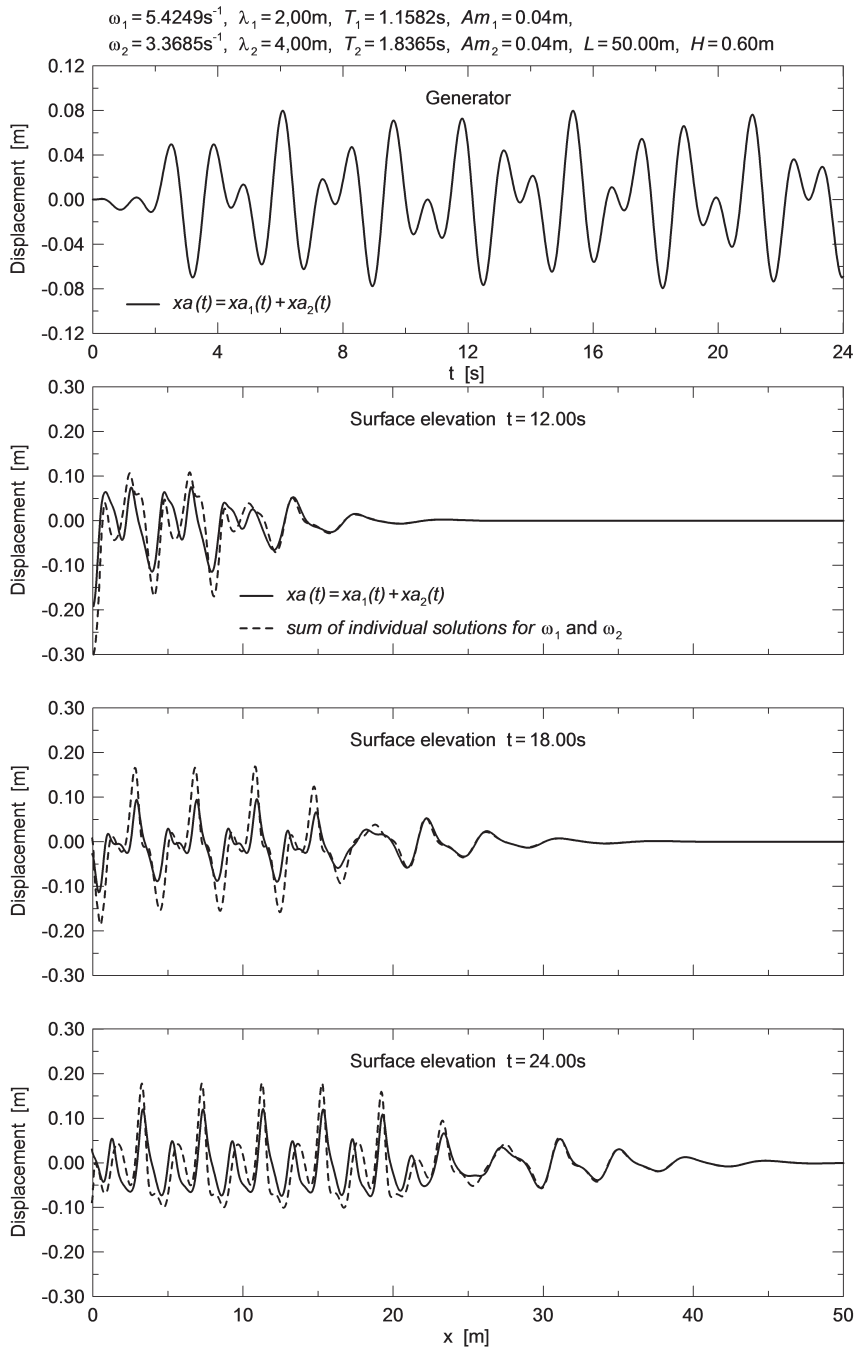 ω₁=5.4249s⁻¹, λ₁=2,00m, T₁=1.1582s, Am₁=0.04m,
ω₂=3.3685s⁻¹, λ₂=4,00m, T₂=1.8365s, Am₂=0.04m, L=50.00m, H=0.60m
0.12
0.08
0.04
0.00
-0.04
-0.08
-0.12
Displacement [m]
Generator
xa(t)=xa₁(t)+xa₂(t)
0 4 8 12 16 20 24
t [s]
0.30
0.20
0.10
0.00
-0.10
-0.20
-0.30
Displacement [m]
Surface elevation t=12.00s
xa(t)=xa₁(t)+xa₂(t)
sum of individual solutions for ω₁ and ω₂
0.30
0.20
0.10
0.00
-0.10
-0.20
-0.30
Displacement [m]
Surface elevation t=18.00s
0.30
0.20
0.10
0.00
-0.10
-0.20
-0.30
Displacement [m]
Surface elevation t=24.00s
0 10 20 30 40 50
x [m]